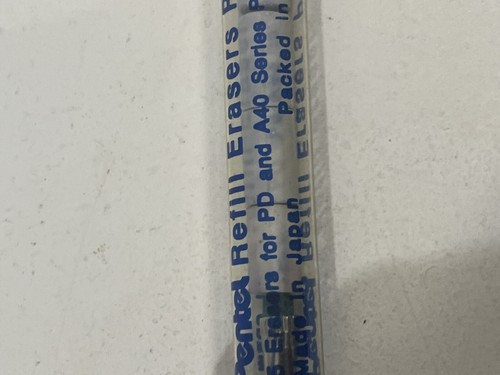 Pentel Refill Erasers
Erasers for PD and A40 Series
Made in Japan Packed in